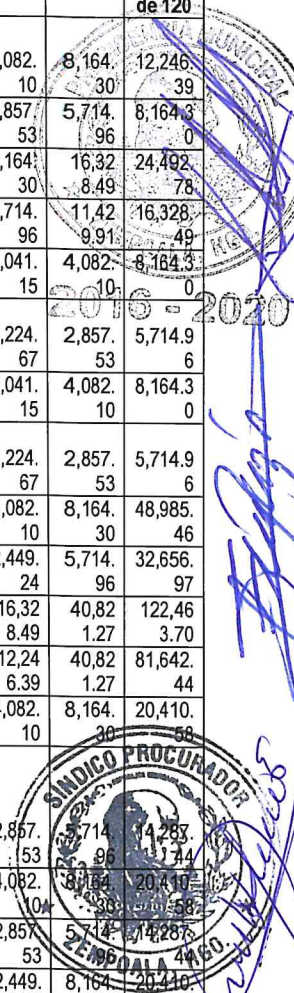 de 120
,082. 8,164. 12,246.
10 30 39
,857 5,714. 8,164.3
53 96 0
,164. 16,32 24,492.
30 8.49 78
,714. 11,42 16,328.
96 9.91 49
,041. 4,082. 8,164.3
15 10 0
2016 - 2020
,224. 2,857. 5,714.9
67 53 6
,041. 4,082. 8,164.3
15 10 0
,224. 2,857. 5,714.9
67 53 6
,082. 8,164. 48,985.
10 30 46
,449. 5,714. 32,656.
24 96 97
16,32 40,82 122,46
8.49 1.27 3.70
12,24 40,82 81,642.
6.39 1.27 44
,082. 8,164. 20,410.
10 30 58
SINDICO PROCURADOR
2,857. 5,714. 14,287.
53 96 44
,082. 8,164. 20,410.
10 30 58
2,857. 5,714. 14,287.
53 96 44
ZEMPOALA, HGO.
2,449. 8,164. 20,410.